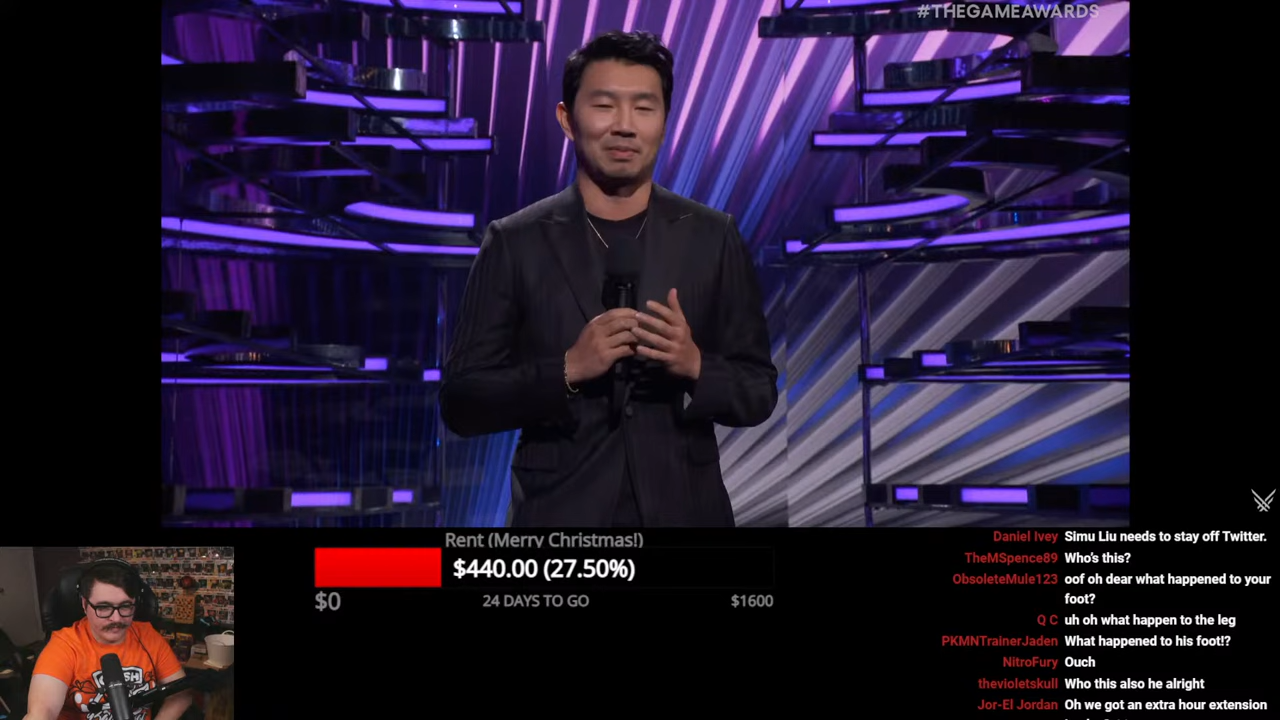 #THEGAMEAWARDS
Rent (Merry Christmas!)
$440.00 (27.50%)
$0
24 DAYS TO GO
$1600
Daniel Ivey Simu Liu needs to stay off Twitter.
TheMSpence89 Who's this?
ObsoleteMule123 oof oh dear what happened to your
foot?
Q C uh oh what happen to the leg
PKMNTraInerJaden What happened to his foot!?
NitroFury Ouch
thevioletskull Who this also he alright
Jor-El Jordan Oh we got an extra hour extension